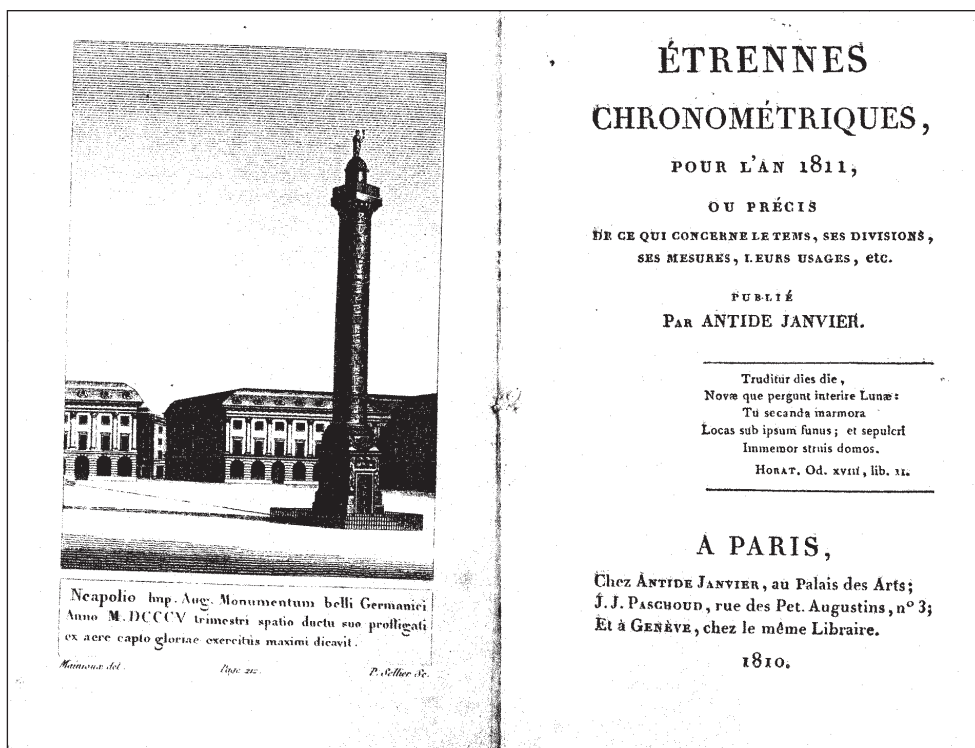 Neapolio Imp. Aug. Monumentum belli Germanici
Anno M.DCCCV trimestri spatio ductu suo profligati
ex aere capto gloriae exercitus maximi dicavit.
Mainioux del. Page 212. P. Sellier Sc.
ÉTRENNES
CHRONOMÉTRIQUES,
POUR L'AN 1811,
OU PRÉCIS
DE CE QUI CONCERNE LE TEMS, SES DIVISIONS,
SES MESURES, LEURS USAGES, etc.
PUBLIÉ
PAR ANTIDE JANVIER.
Truditur dies die,
Novæ que pergunt interire Lunæ:
Tu secanda marmora
Locas sub ipsum funus; et sepulcri
Immemor struis domos.
HORAT. Od. XVIII, lib. II.
A PARIS,
Chez ANTIDE JANVIER, au Palais des Arts;
J. J. PASCHOUD, rue des Pet. Augustins, nº 3;
Et à GENÈVE, chez le même Libraire.
1810.